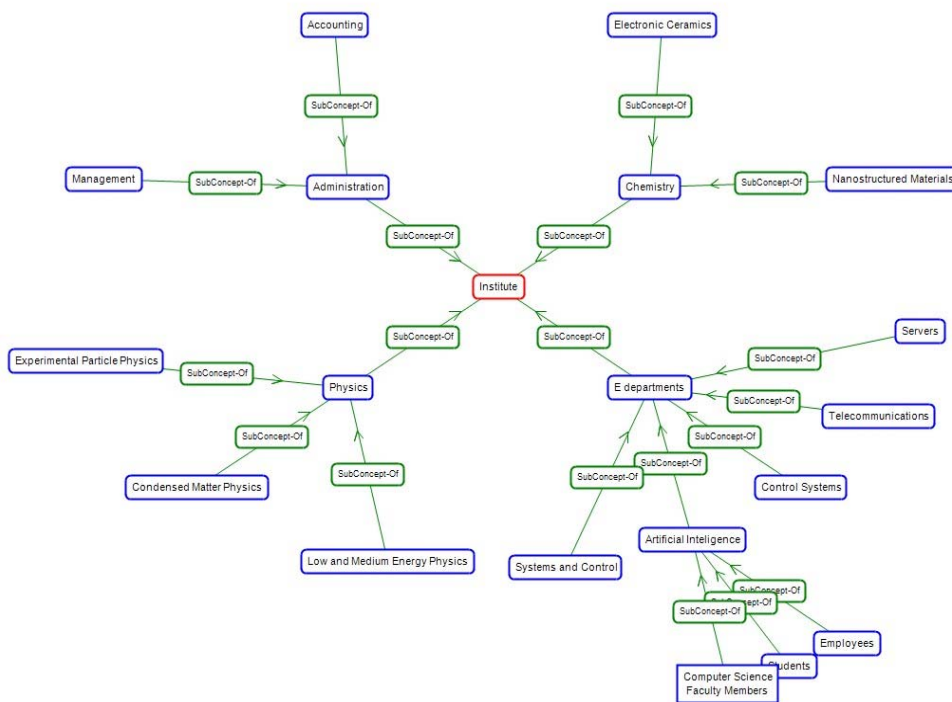 Accounting
Electronic Ceramics
SubConcept-Of
SubConcept-Of
Management
SubConcept-Of
Administration
Chemistry
SubConcept-Of
Nanostructured Materials
SubConcept-Of
SubConcept-Of
Institute
SubConcept-Of
SubConcept-Of
Servers
Experimental Particle Physics
SubConcept-Of
SubConcept-Of
Physics
E departments
SubConcept-Of
Telecommunications
SubConcept-Of
SubConcept-Of
SubConcept-Of
SubConcept-Of
SubConcept-Of
Condensed Matter Physics
Control Systems
Artificial Inteligence
Low and Medium Energy Physics
Systems and Control
SubConcept-Of
SubConcept-Of
SubConcept-Of
Employees
Students
Computer Science
Faculty Members